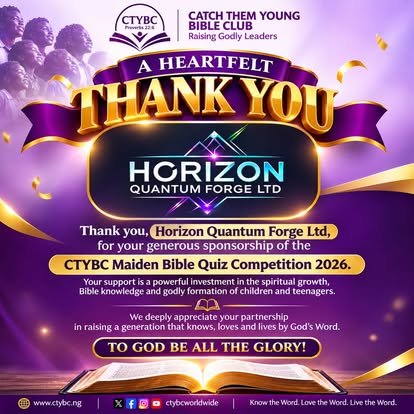 CTYBC
Proverbs 22:6
CATCH THEM YOUNG
BIBLE CLUB
Raising Godly Leaders
A HEARTFELT
THANK YOU
HORIZON
QUANTUM FORGE LTD
Thank you, Horizon Quantum Forge Ltd,
for your generous sponsorship of the
CTYBC Maiden Bible Quiz Competition 2026.
Your support is a powerful investment in the spiritual growth,
Bible knowledge and godly formation of children and teenagers.
We deeply appreciate your partnership
in raising a generation that knows, loves and lives by God's Word.
TO GOD BE ALL THE GLORY!
www.ctybc.ng
ctybcworldwide
Know the Word. Love the Word. Live the Word.